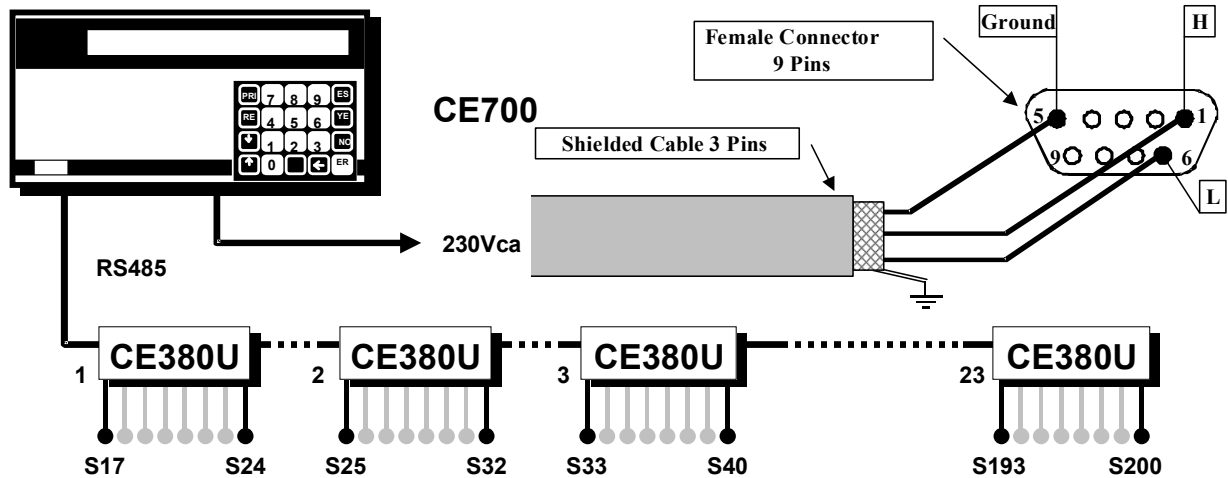 Ground
H
Female Connector
9 Pins
PRI 7 8 9 ES
RE 4 5 6 YE
1 2 3 NO
0 ER
CE700
5 1
9 6
Shielded Cable 3 Pins
L
230Vca
RS485
CE380U CE380U CE380U CE380U
1 2 3 23
S17 S24 S25 S32 S33 S40 S193 S200